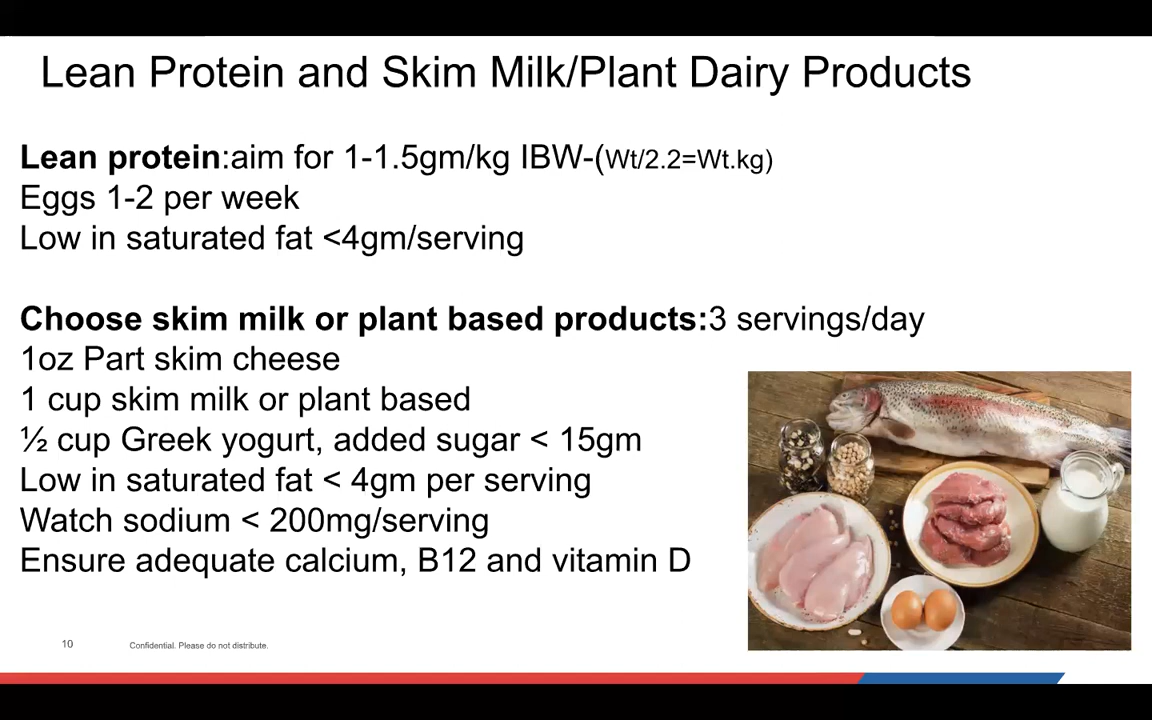 Lean Protein and Skim Milk/Plant Dairy Products
Lean protein:aim for 1-1.5gm/kg IBW-(Wt/2.2=Wt.kg)
Eggs 1-2 per week
Low in saturated fat <4gm/serving
Choose skim milk or plant based products:3 servings/day
1oz Part skim cheese
1 cup skim milk or plant based
½ cup Greek yogurt, added sugar < 15gm
Low in saturated fat < 4gm per serving
Watch sodium < 200mg/serving
Ensure adequate calcium, B12 and vitamin D
10
Confidential. Please do not distribute.